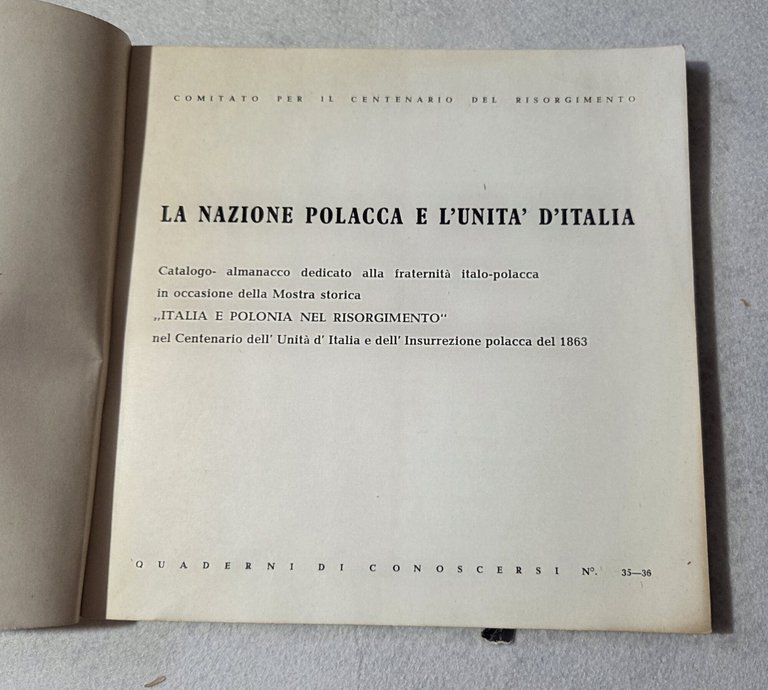 COMITATO PER IL CENTENARIO DEL RISORGIMENTO
LA NAZIONE POLACCA E L'UNITA' D'ITALIA
Catalogo- almanacco dedicato alla fraternità italo-polacca
in occasione della Mostra storica
„ITALIA E POLONIA NEL RISORGIMENTO“
nel Centenario dell' Unità d' Italia e dell' Insurrezione polacca del 1863
QUADERNI DI CONOSCERSI Nº. 35—36